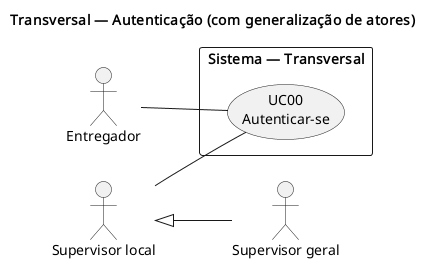 Transversal — Autenticação (com generalização de atores)
Sistema — Transversal
UC00
Autenticar-se
Entregador
Supervisor local
Supervisor geral